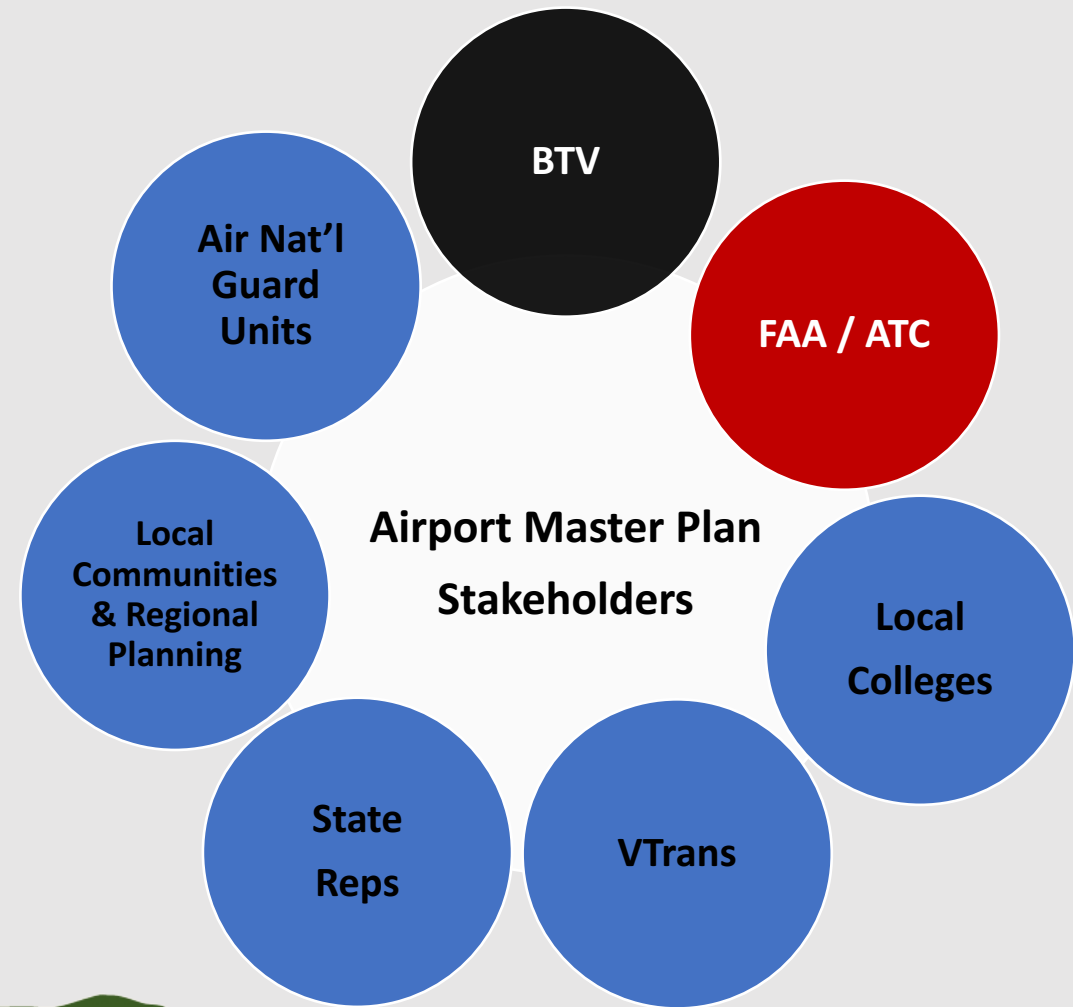 BTV
FAA / ATC
Local
Colleges
VTrans
State
Reps
Local
Communities
& Regional
Planning
Air Nat’l
Guard
Units
Airport Master Plan
Stakeholders